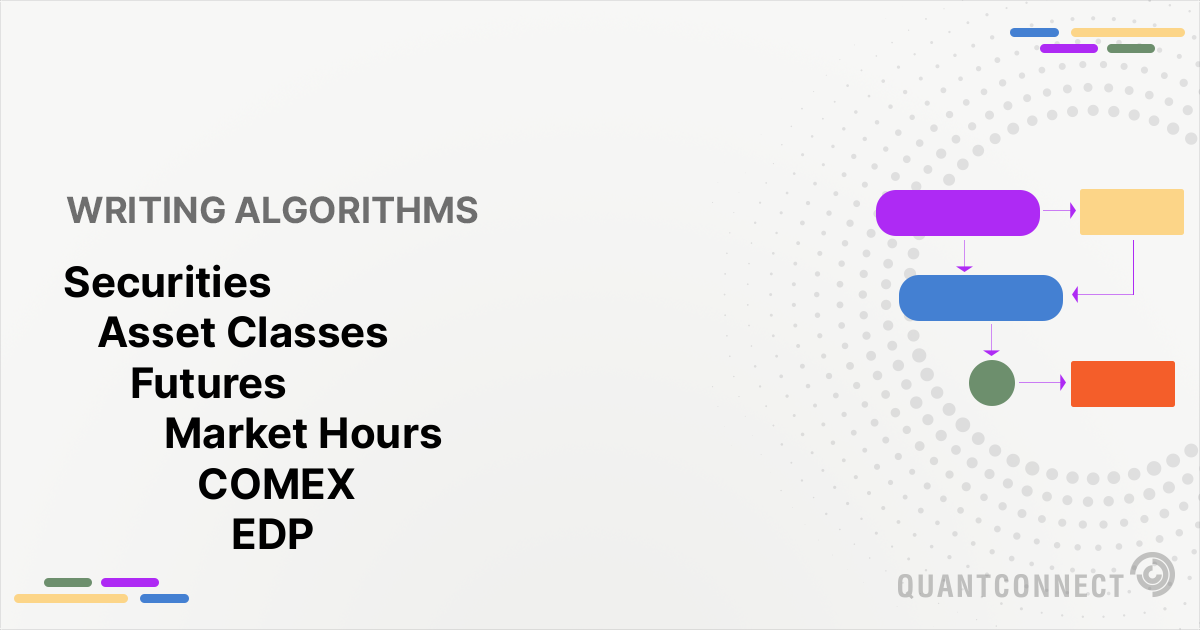 WRITING ALGORITHMS
Securities
Asset Classes
Futures
Market Hours
COMEX
EDP
QUANTCONNECT